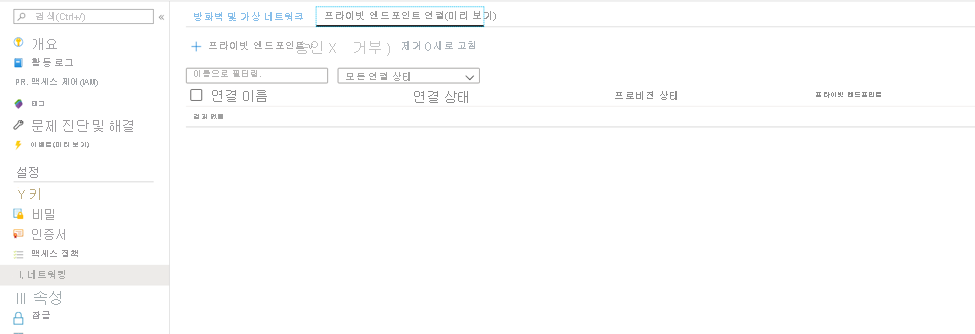 검색(Ctrl+/) «
개요
활동 로그
PR. 액세스 제어(IAM)
태그
문제 진단 및 해결
이벤트(미리 보기)
설정
Y 키
비밀
인증서
액세스 정책
I. 네트워킹
III 속성
잠금
방화벽 및 가상 네트워크 프라이빗 엔드포인트 연결(미리 보기)
+ 프라이빗 엔드포인트 승인 X 거부 ) 제거 0 새로 고침
이름으로 필터링. 모든 연결 상태
연결 이름 연결 상태 프로비전 상태 프라이빗 엔드포인트
결과 없음